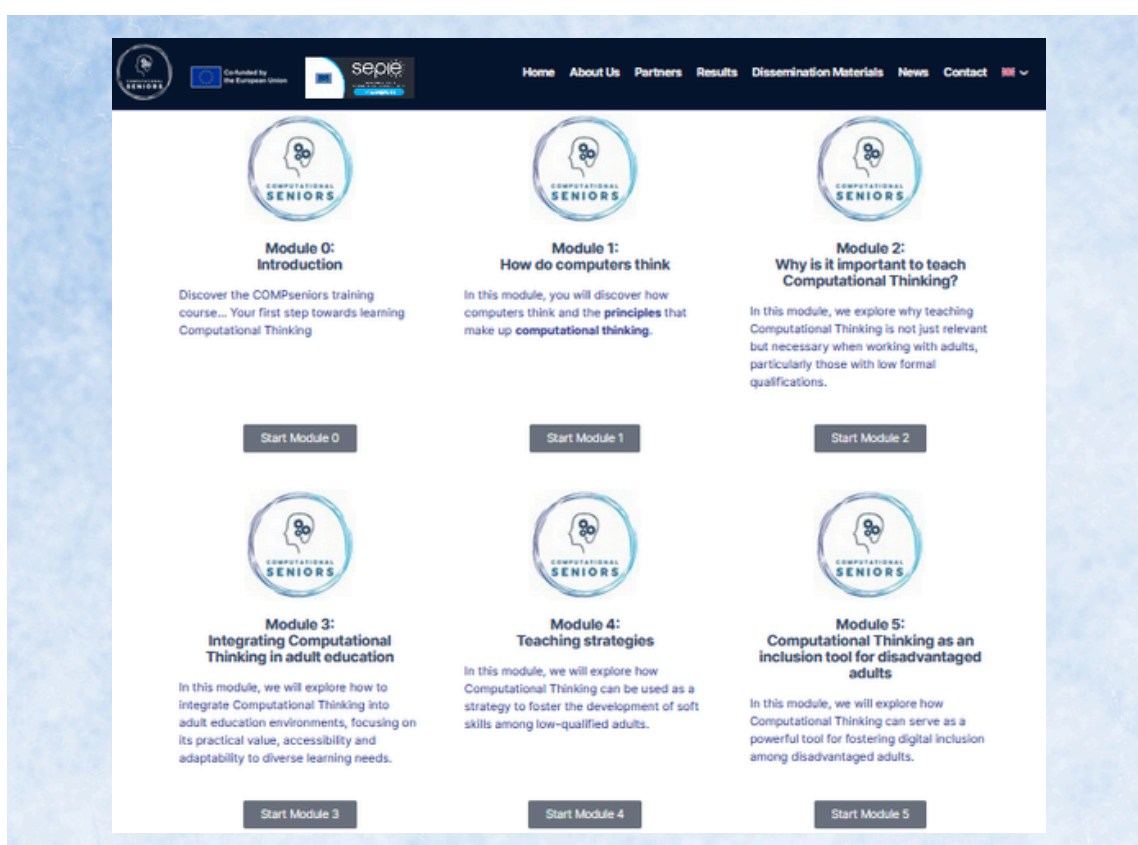 COMPUTATIONAL
SENIORS
Co-funded by
the European Union
sepie
Home About Us Partners Results Dissemination Materials News Contact
COMPUTATIONAL
SENIORS
COMPUTATIONAL
SENIORS
COMPUTATIONAL
SENIORS
Module 0:
Introduction
Discover the COMPseniors training
course... Your first step towards learning
Computational Thinking
Start Module 0
Module 1:
How do computers think
In this module, you will discover how
computers think and the principles that
make up computational thinking.
Start Module 1
Module 2:
Why is it important to teach
Computational Thinking?
In this module, we explore why teaching
Computational Thinking is not just relevant
but necessary when working with adults,
particularly those with low formal
qualifications.
Start Module 2
COMPUTATIONAL
SENIORS
COMPUTATIONAL
SENIORS
COMPUTATIONAL
SENIORS
Module 3:
Integrating Computational
Thinking in adult education
In this module, we will explore how to
integrate Computational Thinking into
adult education environments, focusing on
its practical value, accessibility and
adaptability to diverse learning needs.
Start Module 3
Module 4:
Teaching strategies
In this module, we will explore how
Computational Thinking can be used as a
strategy to foster the development of soft
skills among low-qualified adults.
Start Module 4
Module 5:
Computational Thinking as an
inclusion tool for disadvantaged
adults
In this module, we will explore how
Computational Thinking can serve as a
powerful tool for fostering digital inclusion
among disadvantaged adults.
Start Module 5